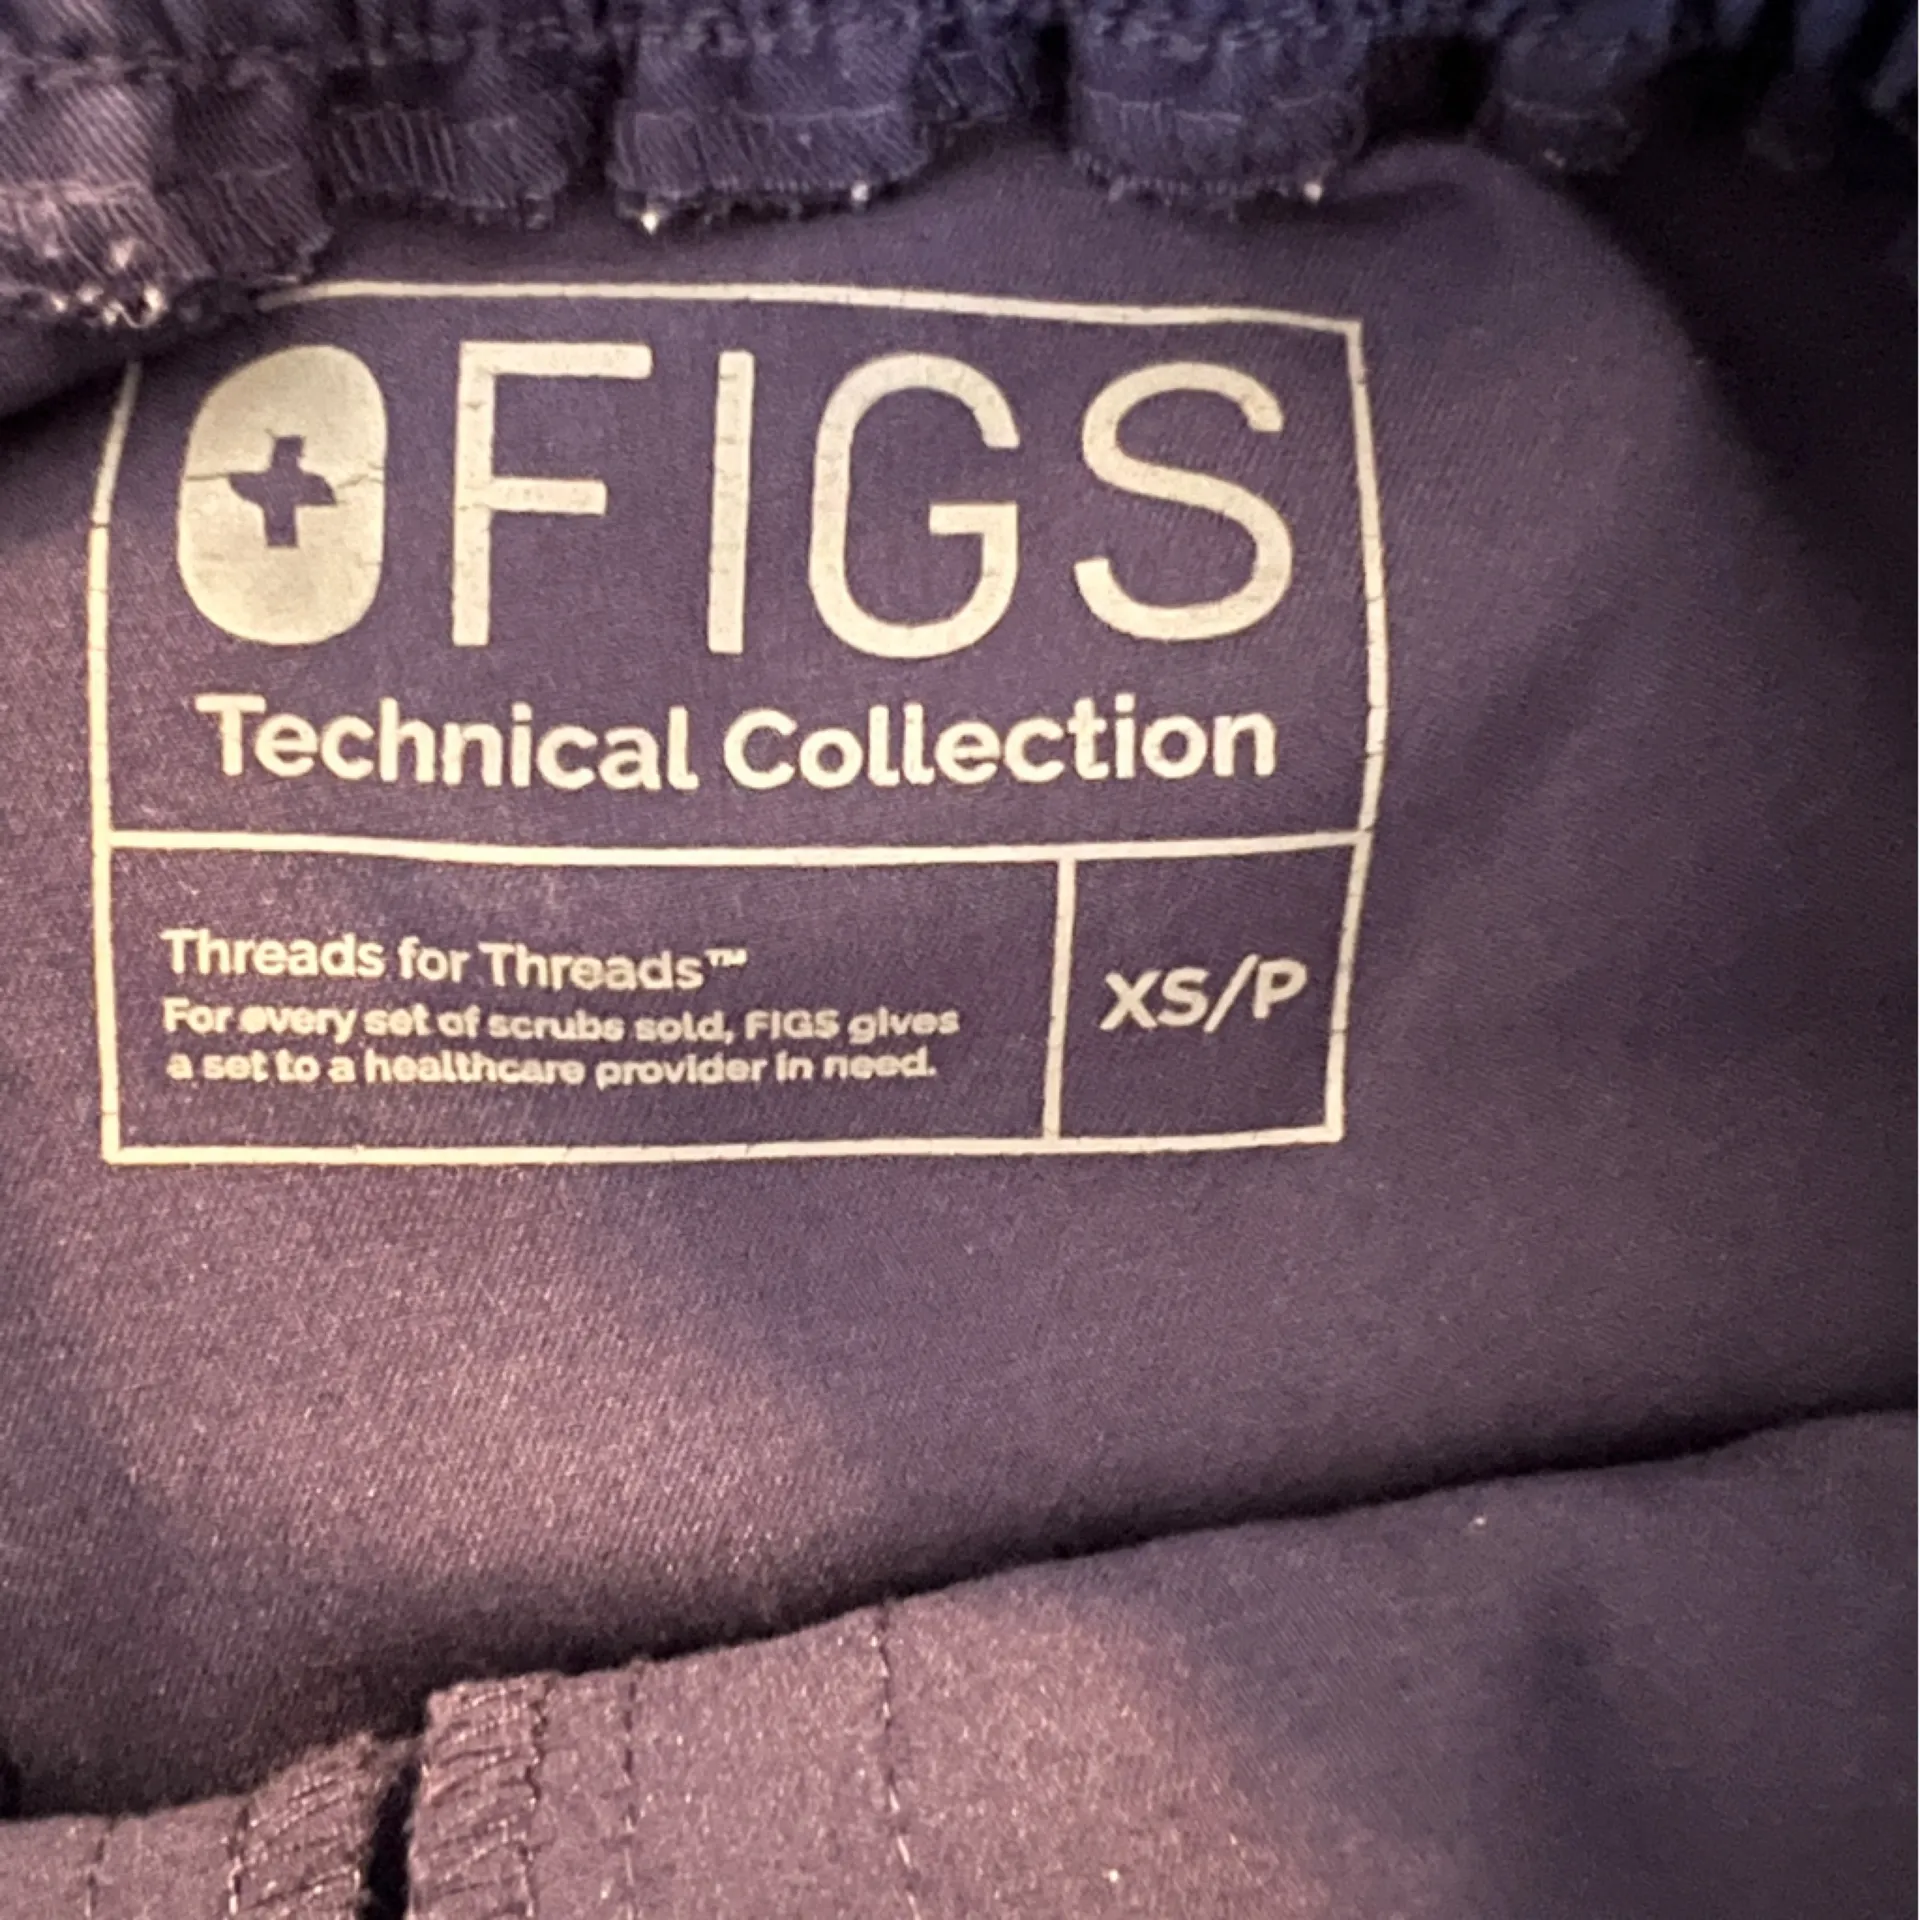 FIGS
Technical Collection
Threads for Threads™
For every set of scrubs sold, FIGS gives
a set to a healthcare provider in need.
XS/P